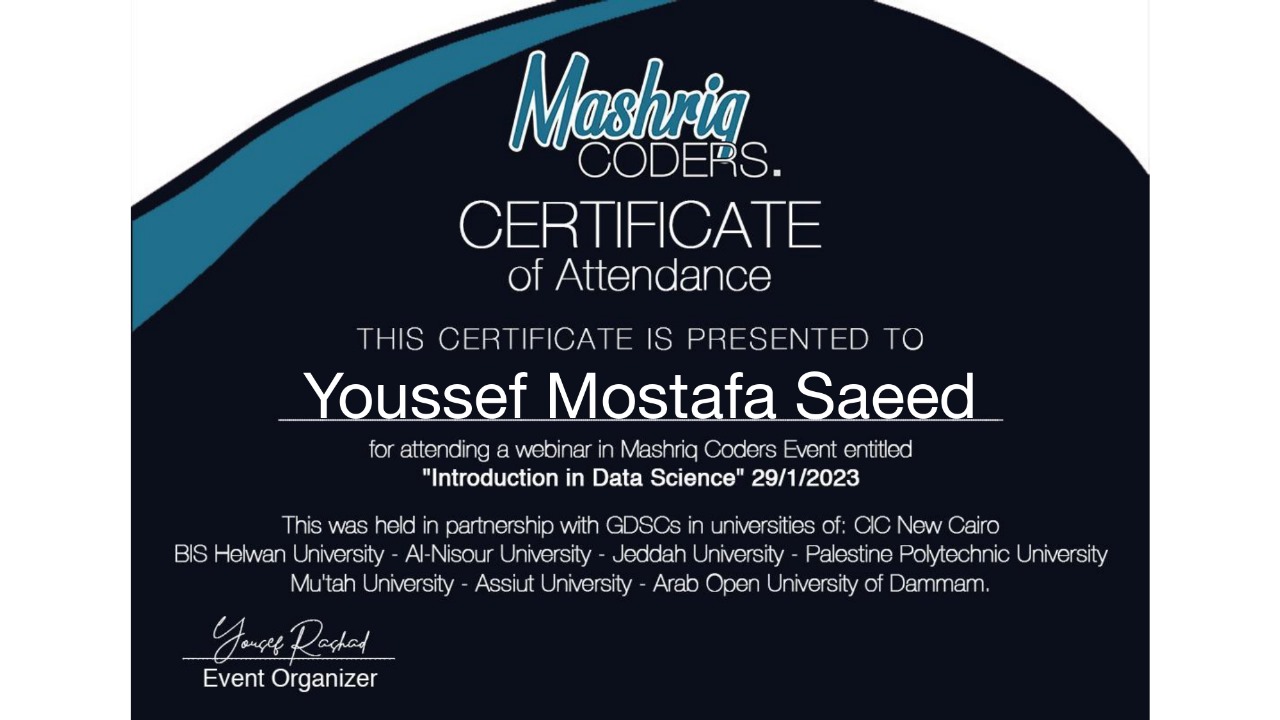 Mashriq
CODERS.
CERTIFICATE
of Attendance
THIS CERTIFICATE IS PRESENTED TO
Youssef Mostafa Saeed
for attending a webinar in Mashriq Coders Event entitled
"Introduction in Data Science" 29/1/2023
This was held in partnership with GDSCs in universities of: CIC New Cairo
BIS Helwan University - Al-Nisour University - Jeddah University - Palestine Polytechnic University
Mu'tah University - Assiut University - Arab Open University of Dammam.
Yousef Rashad
Event Organizer